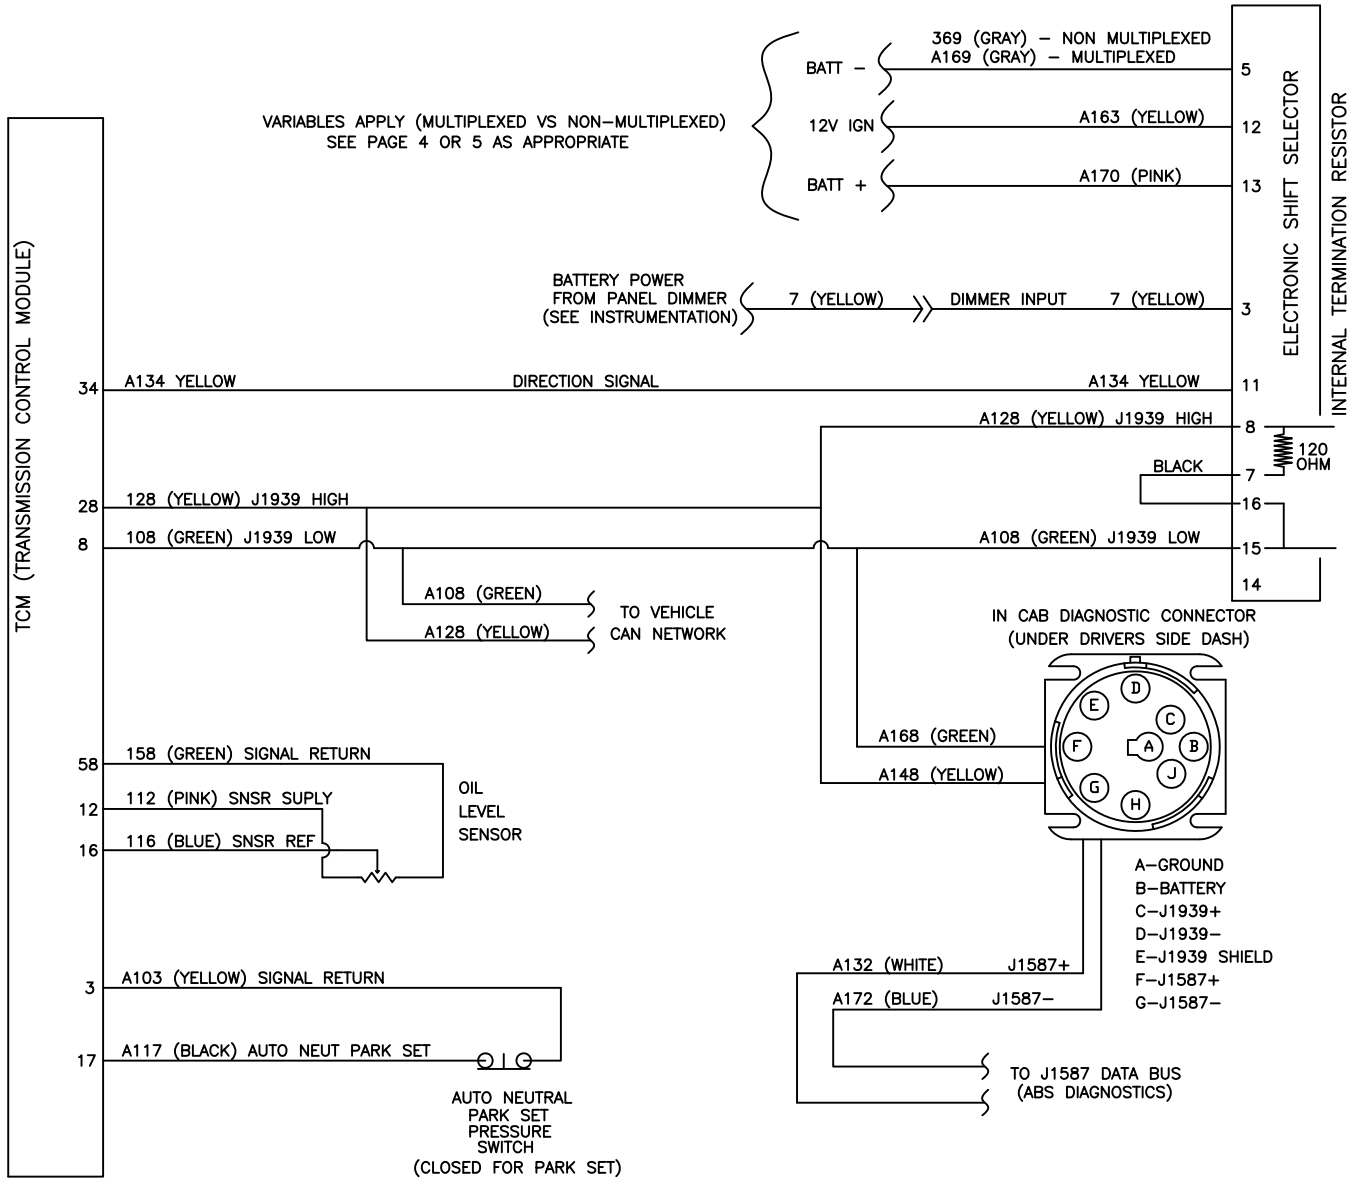 369 (GRAY) – NON MULTIPLEXED
A169 (GRAY) – MULTIPLEXED
BATT –
5
VARIABLES APPLY (MULTIPLEXED VS NON–MULTIPLEXED)
SEE PAGE 4 OR 5 AS APPROPRIATE
12V IGN
A163 (YELLOW)
12
BATT +
A170 (PINK)
13
ELECTRONIC SHIFT SELECTOR
INTERNAL TERMINATION RESISTOR
BATTERY POWER
FROM PANEL DIMMER
(SEE INSTRUMENTATION)
7 (YELLOW)
DIMMER INPUT
7 (YELLOW)
3
TCM (TRANSMISSION CONTROL MODULE)
34
A134 YELLOW
DIRECTION SIGNAL
A134 YELLOW
11
A128 (YELLOW) J1939 HIGH
8
120
OHM
BLACK
7
16
28
128 (YELLOW) J1939 HIGH
8
108 (GREEN) J1939 LOW
A108 (GREEN) J1939 LOW
15
14
A108 (GREEN)
A128 (YELLOW)
TO VEHICLE
CAN NETWORK
IN CAB DIAGNOSTIC CONNECTOR
(UNDER DRIVERS SIDE DASH)
D
E
C
F
A
B
J
G
H
A168 (GREEN)
A148 (YELLOW)
58
158 (GREEN) SIGNAL RETURN
12
112 (PINK) SNSR SUPLY
16
116 (BLUE) SNSR REF
OIL
LEVEL
SENSOR
A–GROUND
B–BATTERY
C–J1939+
D–J1939–
E–J1939 SHIELD
F–J1587+
G–J1587–
A132 (WHITE)
J1587+
A172 (BLUE)
J1587–
TO J1587 DATA BUS
(ABS DIAGNOSTICS)
3
A103 (YELLOW) SIGNAL RETURN
17
A117 (BLACK) AUTO NEUT PARK SET
AUTO NEUTRAL
PARK SET
PRESSURE
SWITCH
(CLOSED FOR PARK SET)